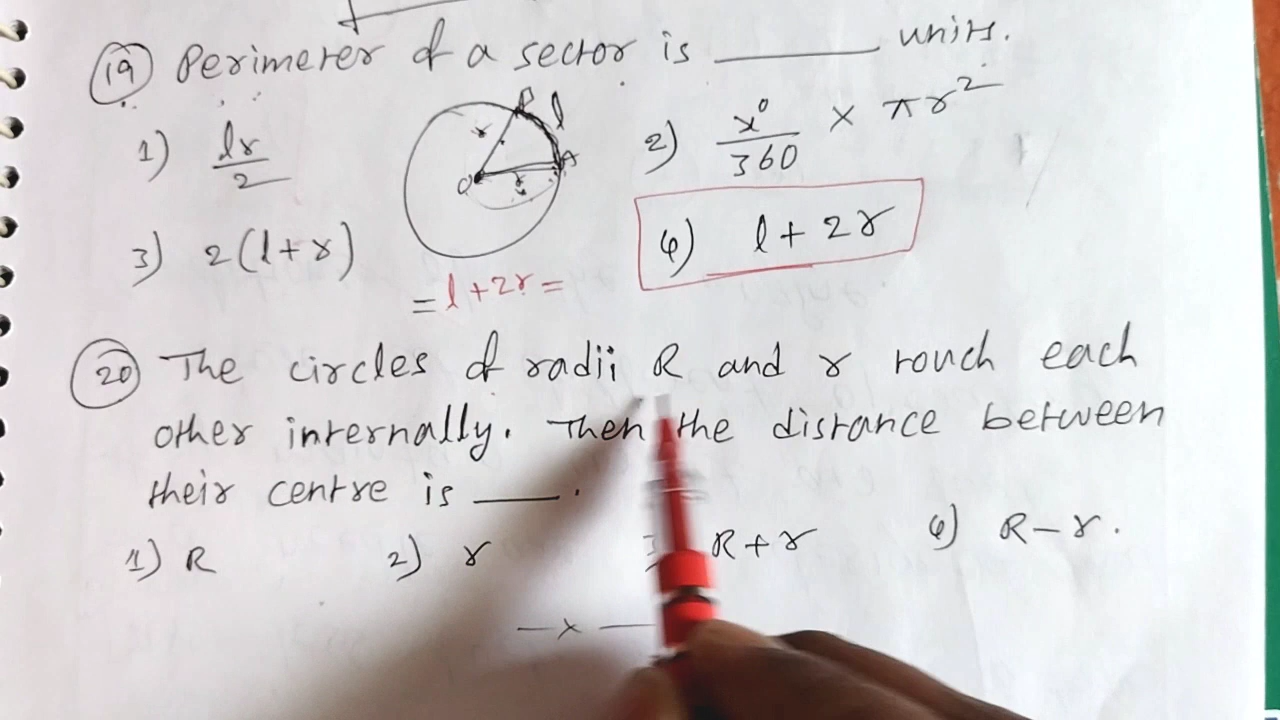 19 Perimeter of a sector is _____ units.
1) lr/2
2) x°/360 × πr²
B l
r
O r A
3) 2(l+r)
4) l+2r
= l+2r =
20 The circles of radii R and r touch each
other internally. Then the distance between
their centre is ____.
1) R 2) r R+r 4) R-r.
—×—